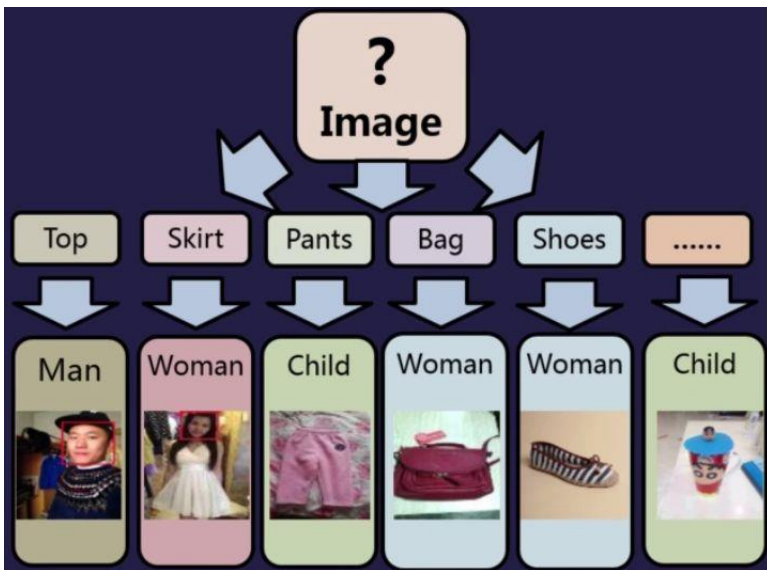 ?
Image
Top Skirt Pants Bag Shoes ......
Man Woman Child Woman Woman Child